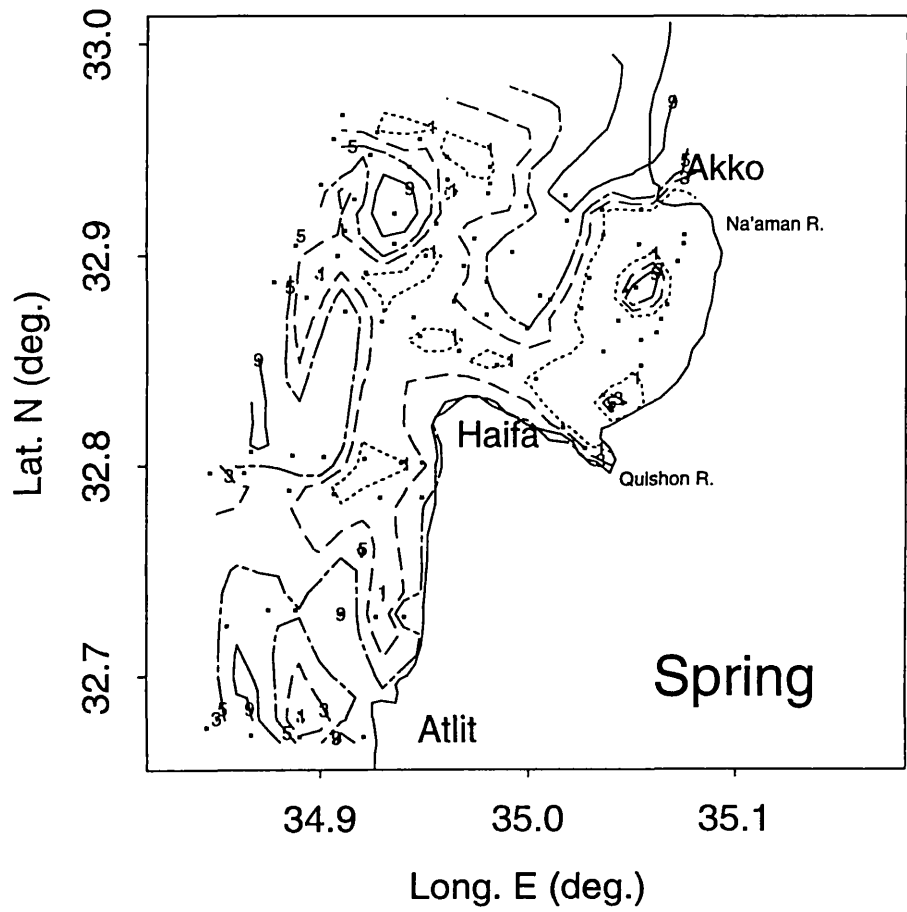 33.0
32.9
32.8
32.7
Lat. N (deg.)
Akko
Na'aman R.
Haifa
Qulshon R.
Spring
Atlit
34.9
35.0
35.1
Long. E (deg.)